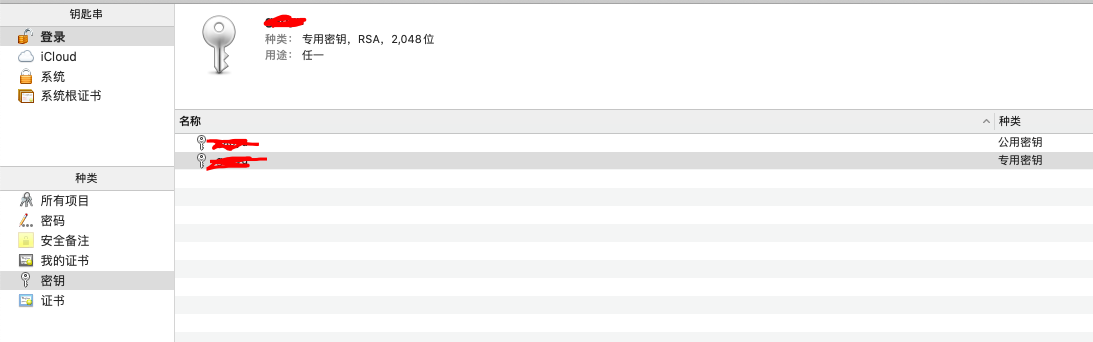 钥匙串
登录
iCloud
系统
系统根证书
种类
所有项目
密码
安全备注
我的证书
密钥
证书
种类： 专用密钥，RSA，2,048 位
用途： 任一
名称 种类
公用密钥
专用密钥